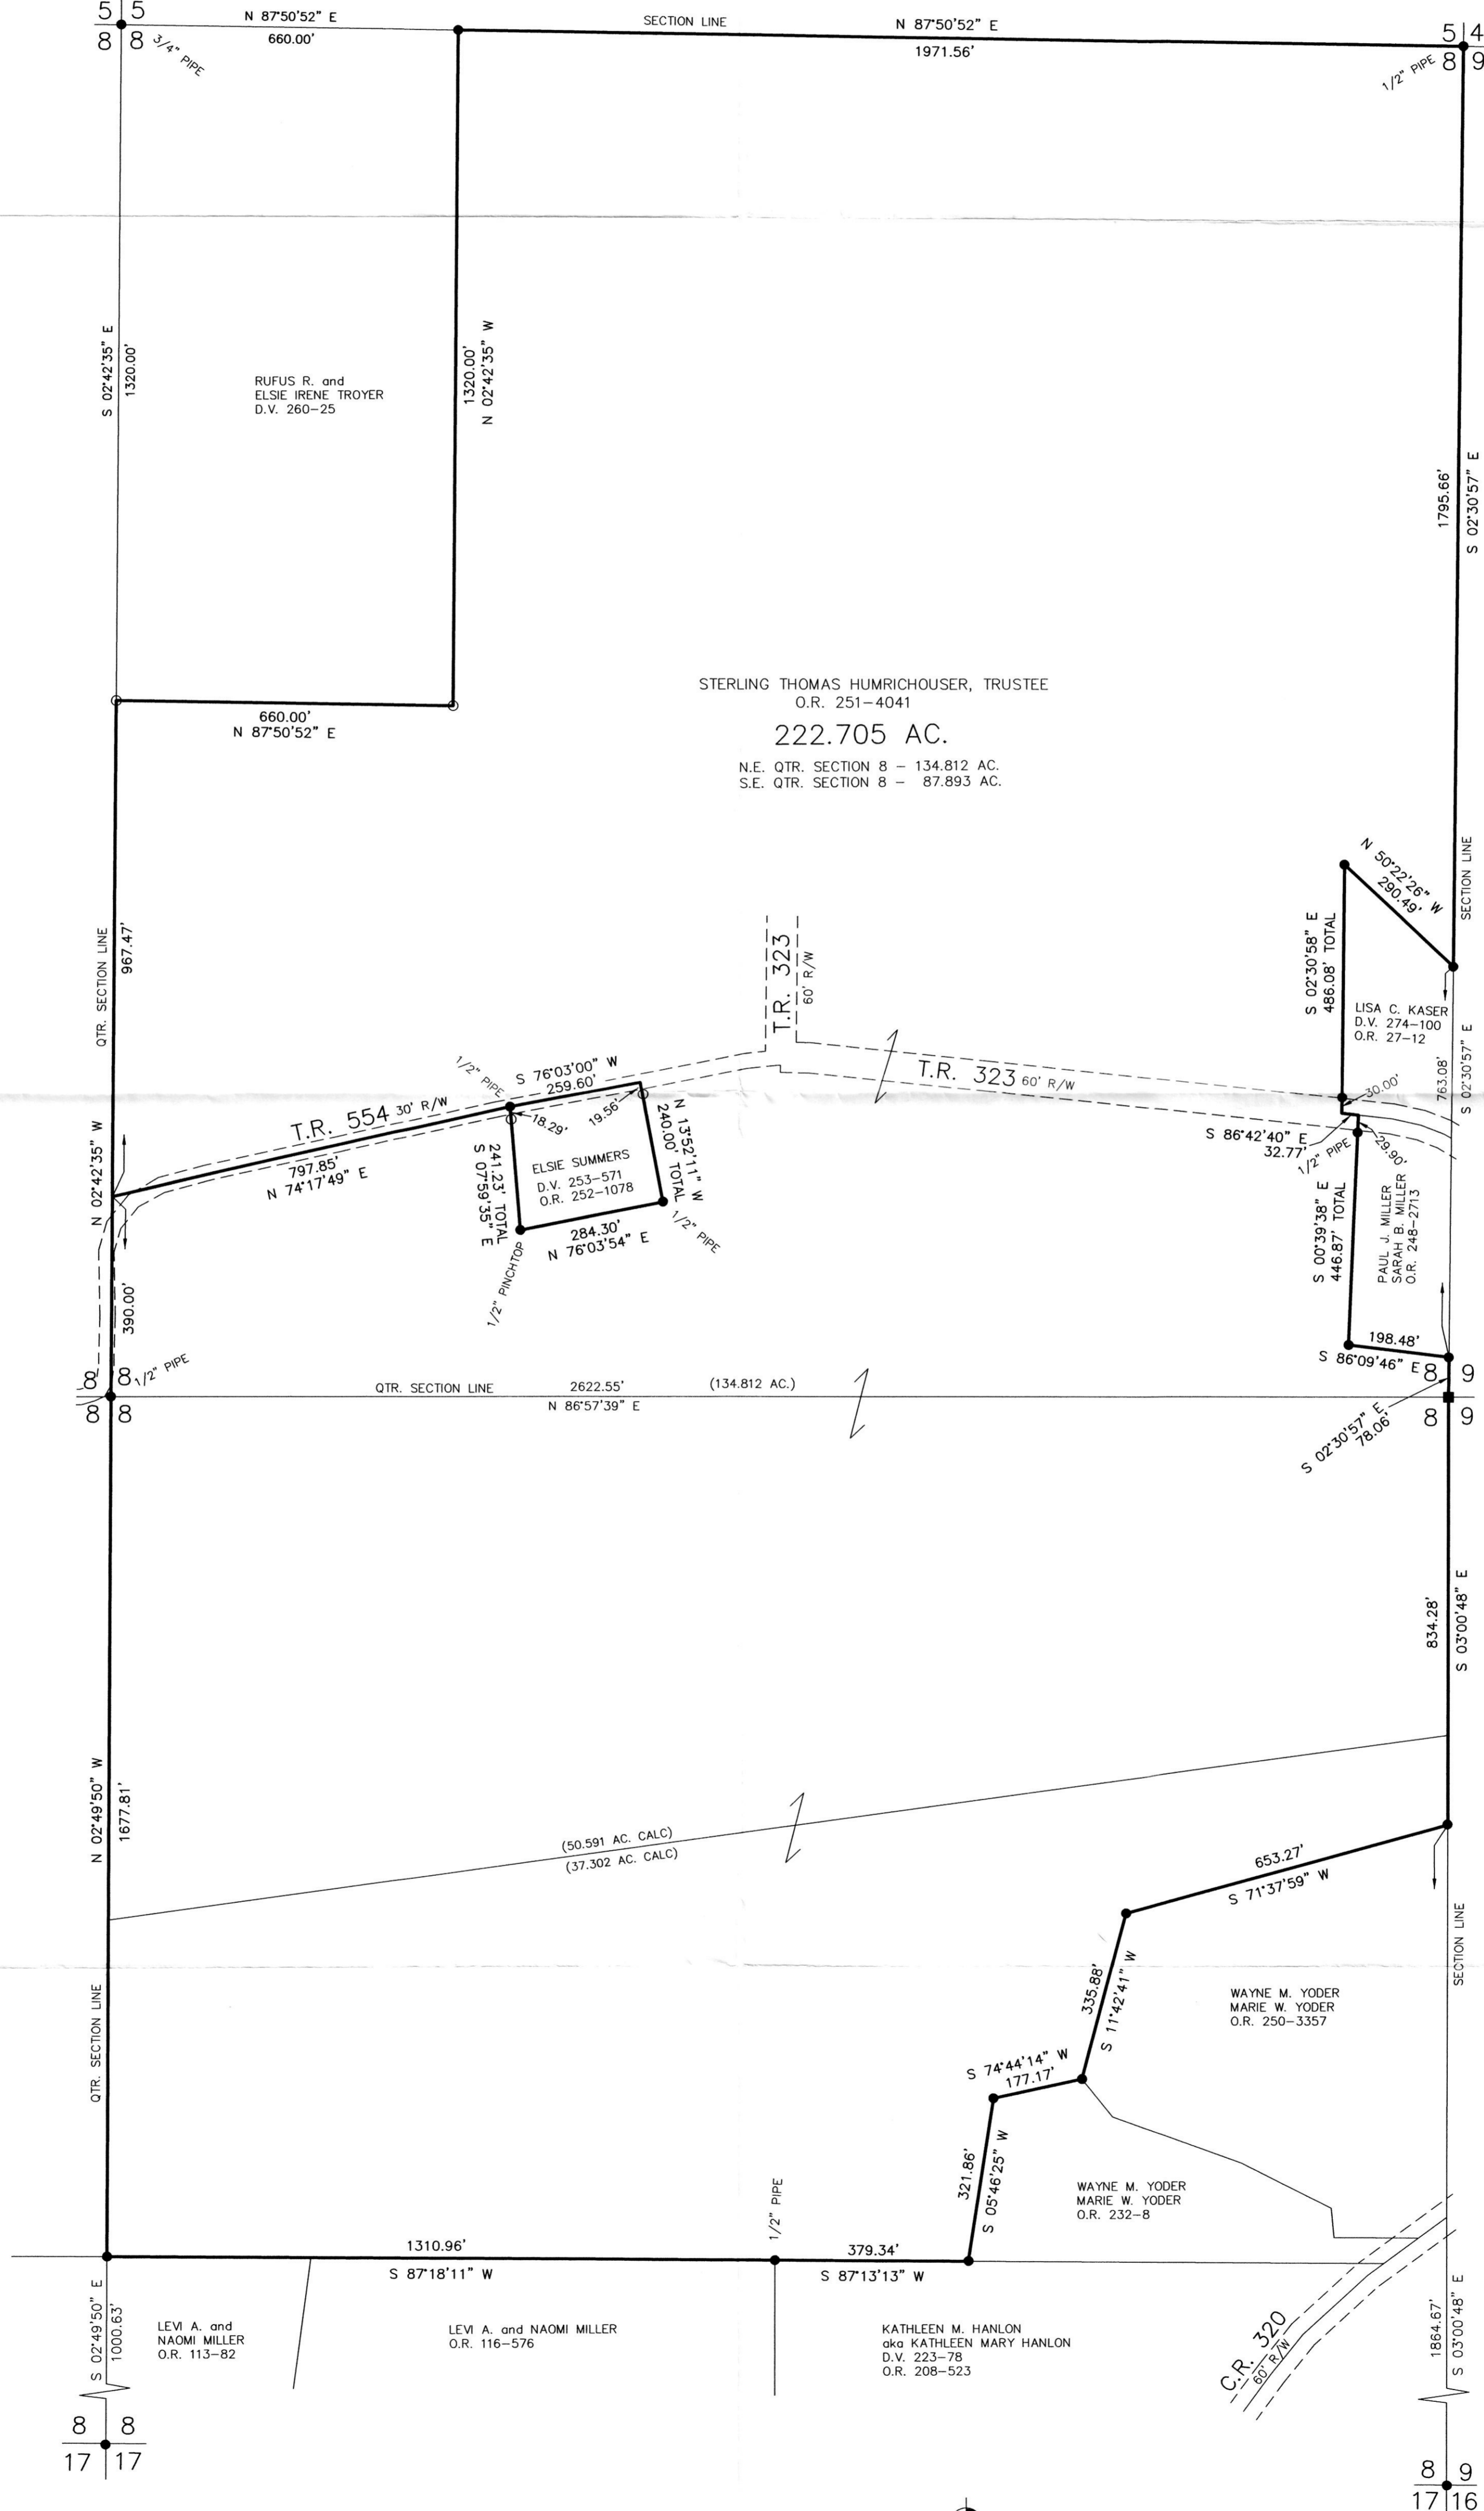 5 5
8 8
3/4" PIPE
N 87°50'52" E
660.00'
SECTION LINE
N 87°50'52" E
1971.56'
5 4
8 9
1/2" PIPE
S 02°42'35" E
1320.00'
RUFUS R. and
ELSIE IRENE TROYER
D.V. 260-25
1320.00'
N 02°42'35" W
1795.66'
S 02°30'57" E
660.00'
N 87°50'52" E
STERLING THOMAS HUMRICHOUSER, TRUSTEE
O.R. 251-4041
222.705 AC.
N.E. QTR. SECTION 8 - 134.812 AC.
S.E. QTR. SECTION 8 - 87.893 AC.
SECTION LINE
N 50°22'26" W
290.49'
S 02°30'58" E
486.08' TOTAL
LISA C. KASER
D.V. 274-100
O.R. 27-12
763.08'
S 02°30'57" E
QTR. SECTION LINE
967.47'
N 02°42'35" W
T.R. 323
60' R/W
T.R. 323 60' R/W
30.00'
S 86°42'40" E
32.77'
1/2" PIPE
29.90'
1/2" PIPE
S 76°03'00" W
259.60'
T.R. 554 30' R/W
797.85'
N 74°17'49" E
18.29'
19.56'
241.23' TOTAL
S 07°59'35" E
ELSIE SUMMERS
D.V. 253-571
O.R. 252-1078
N 13°52'11" W
240.00' TOTAL
284.30'
N 76°03'54" E
1/2" PIPE
1/2" PINCHTOP
S 00°39'38" E
446.87' TOTAL
PAUL J. MILLER
SARAH B. MILLER
O.R. 248-2713
198.48'
S 86°09'46" E
390.00'
8 8
1/2" PIPE
8 8
QTR. SECTION LINE
2622.55'
(134.812 AC.)
N 86°57'39" E
8 9
8 9
S 02°30'57" E
78.06'
834.28'
S 03°00'48" E
N 02°49'50" W
1677.81'
(50.591 AC. CALC)
(37.302 AC. CALC)
653.27'
S 71°37'59" W
SECTION LINE
335.88'
S 11°42'41" W
WAYNE M. YODER
MARIE W. YODER
O.R. 250-3357
QTR. SECTION LINE
S 74°44'14" W
177.17'
321.86'
S 05°46'25" W
WAYNE M. YODER
MARIE W. YODER
O.R. 232-8
1/2" PIPE
1310.96'
S 87°18'11" W
379.34'
S 87°13'13" W
S 02°49'50" E
1000.63'
LEVI A. and
NAOMI MILLER
O.R. 113-82
LEVI A. and NAOMI MILLER
O.R. 116-576
KATHLEEN M. HANLON
aka KATHLEEN MARY HANLON
D.V. 223-78
O.R. 208-523
C.R. 320
60' R/W
1864.67'
S 03°00'48" E
8 8
17 17
8 9
17 16